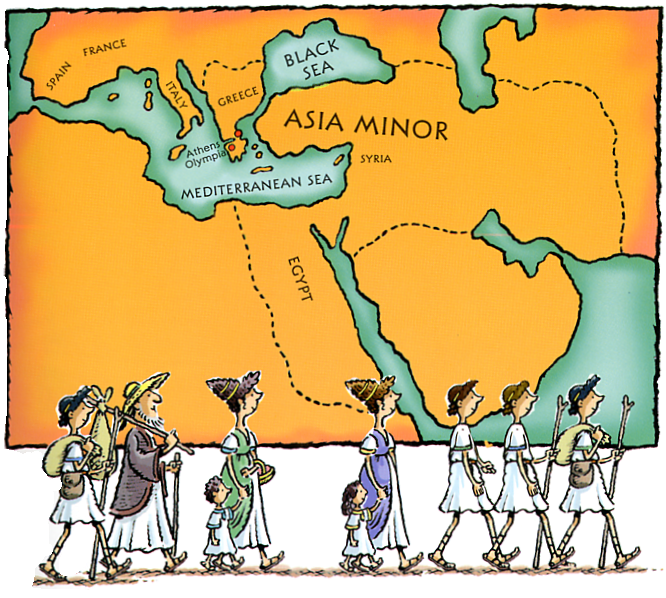 SPAIN
FRANCE
ITALY
GREECE
BLACK
SEA
ASIA MINOR
SYRIA
Athens
Olympia
MEDITERRANEAN SEA
EGYPT